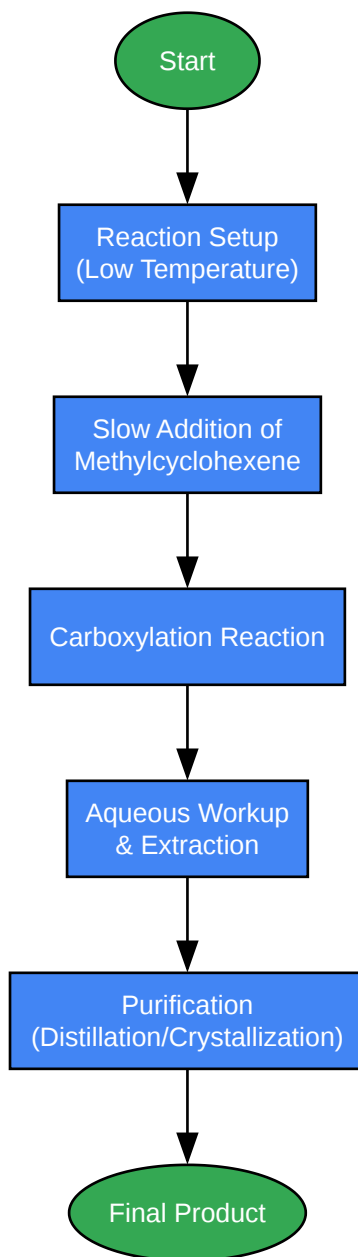 Start
Reaction Setup
(Low Temperature)
Slow Addition of
Methylcyclohexene
Carboxylation Reaction
Aqueous Workup
& Extraction
Purification
(Distillation/Crystallization)
Final Product